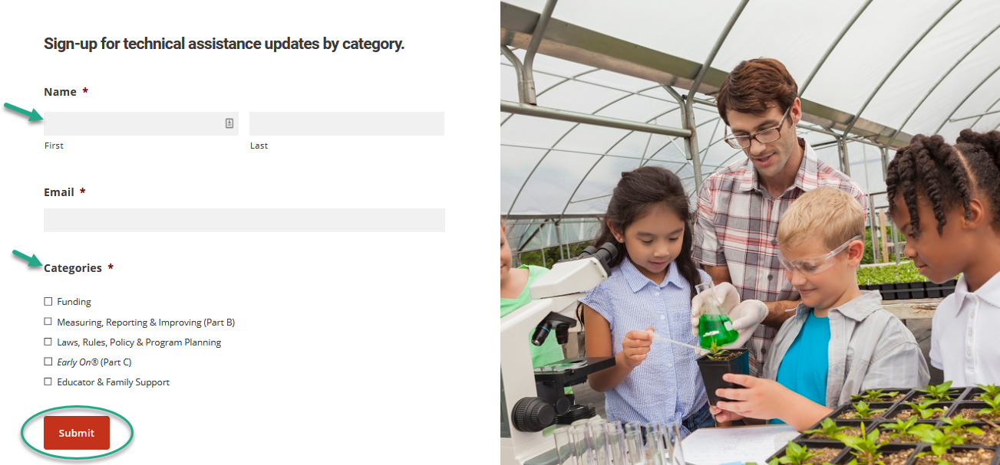 Sign-up for technical assistance updates by category.
Name *
First
Last
Email *
Categories *
Funding
Measuring, Reporting & Improving (Part B)
Laws, Rules, Policy & Program Planning
Early On® (Part C)
Educator & Family Support
Submit